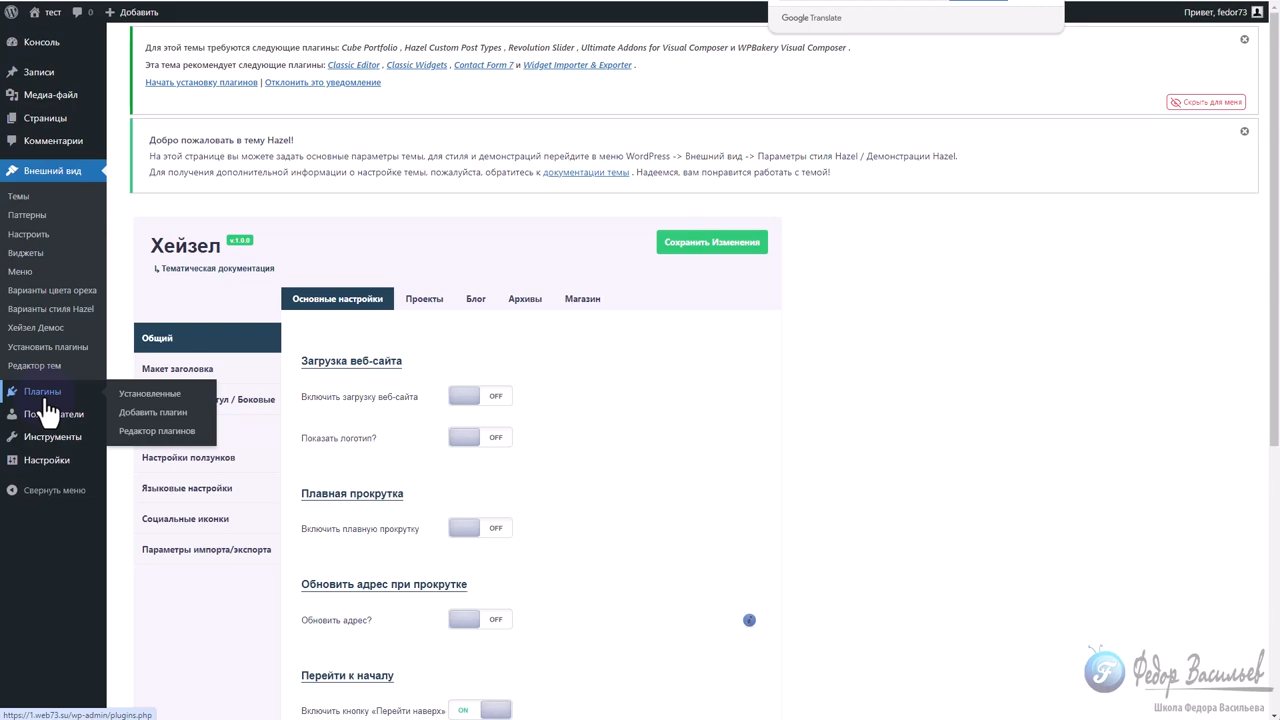 тест
0
Добавить
Google Translate
Привет, fedor73
Консоль
Записи
Медиа-файл
Страницы
Комментарии
Внешний вид
Темы
Паттерны
Настроить
Виджеты
Меню
Варианты цвета ореха
Варианты стиля Hazel
Хейзел Демос
Установить плагины
Редактор тем
Плагины
Инструменты
Настройки
Свернуть меню
Установленные
Добавить плагин
Редактор плагинов
Для этой темы требуются следующие плагины: Cube Portfolio , Hazel Custom Post Types , Revolution Slider , Ultimate Addons for Visual Composer и WPBakery Visual Composer .
Эта тема рекомендует следующие плагины: Classic Editor , Classic Widgets , Contact Form 7 и Widget Importer & Exporter .
Начать установку плагинов | Отклонить это уведомление
Скрыть для меня
Добро пожаловать в тему Hazel!
На этой странице вы можете задать основные параметры темы, для стиля и демонстраций перейдите в меню WordPress -> Внешний вид -> Параметры стиля Hazel / Демонстрации Hazel.
Для получения дополнительной информации о настройке темы, пожалуйста, обратитесь к документации темы . Надеемся, вам понравится работать с темой!
Хейзел v.1.0.0
Тематическая документация
Сохранить Изменения
Основные настройки
Проекты
Блог
Архивы
Магазин
Общий
Макет заголовка
/ Боковые
Настройки ползунков
Языковые настройки
Социальные иконки
Параметры импорта/экспорта
Загрузка веб-сайта
Включить загрузку веб-сайта OFF
Показать логотип? OFF
Плавная прокрутка
Включить плавную прокрутку OFF
Обновить адрес при прокрутке
Обновить адрес? OFF
Перейти к началу
Включить кнопку «Перейти наверх» ON
https://1.web73.su/wp-admin/plugins.php
Федор Васильев
Школа Федора Васильева